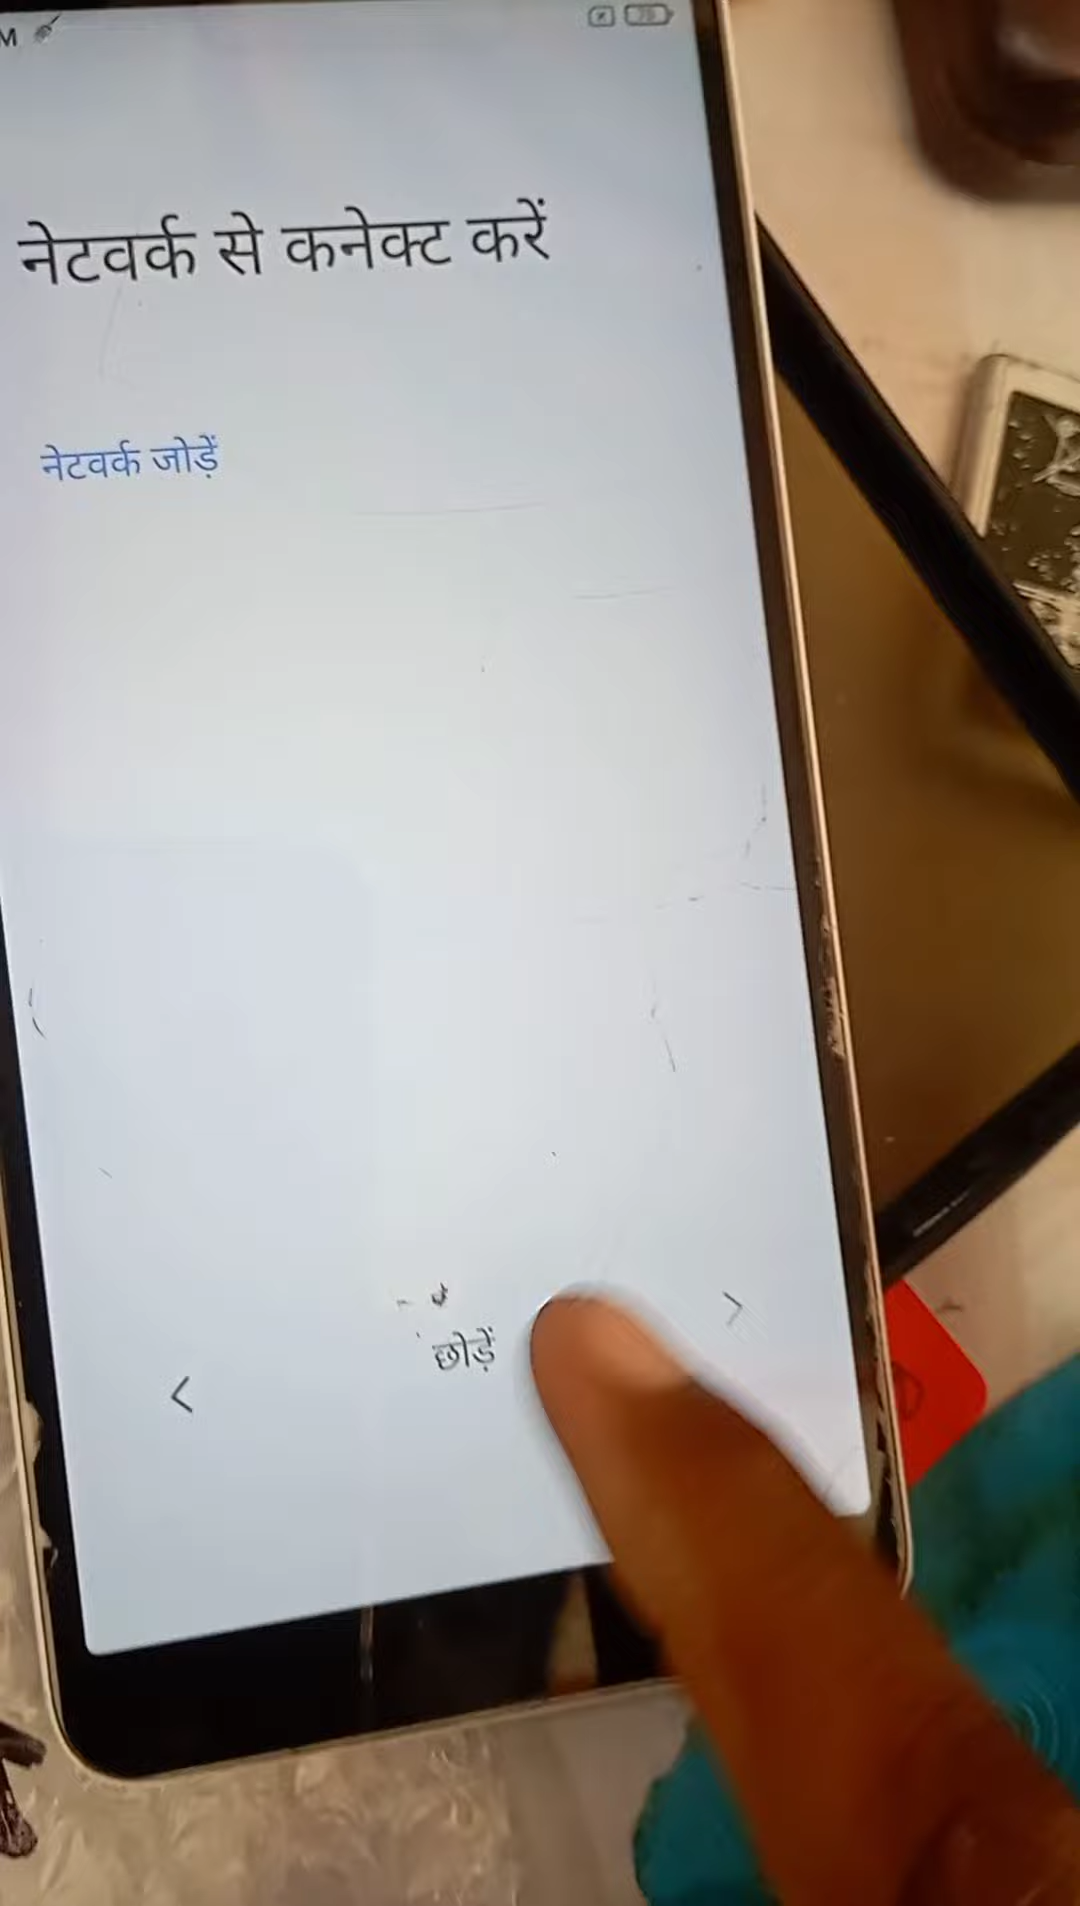 M
नेटवर्क से कनेक्ट करें
नेटवर्क जोड़ें
छोड़ें